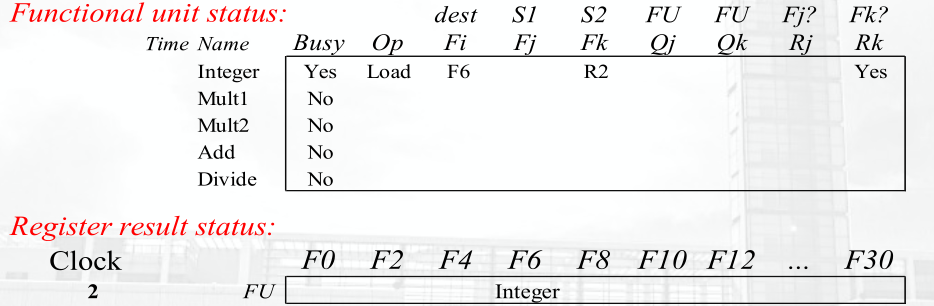 Functional unit status: dest S1 S2 FU FU Fj? Fk?
Time Name Busy Op Fi Fj Fk Qj Qk Rj Rk
Integer Yes Load F6 R2 Yes
Mult1 No
Mult2 No
Add No
Divide No
Register result status:
Clock F0 F2 F4 F6 F8 F10 F12 ... F30
2 FU Integer